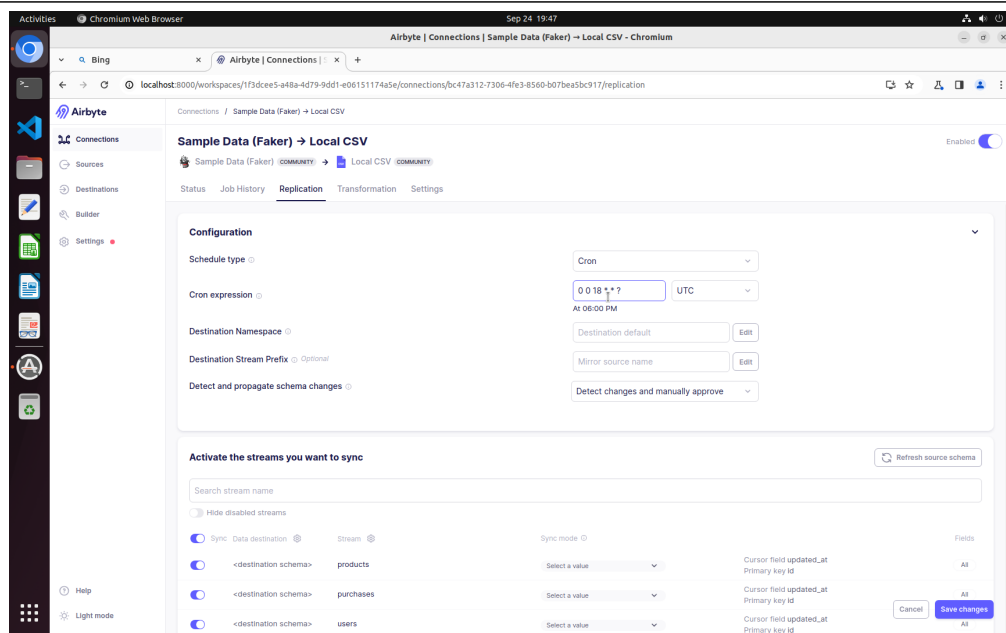 Activities Chromium Web Browser Sep 24 19:47
Airbyte | Connections | Sample Data (Faker) → Local CSV - Chromium
Bing × Airbyte | Connections | × +
localhost:8000/workspaces/1f3dcee5-a48a-4d79-9dd1-e06151174a5e/connections/bc47a312-7306-4fe3-8560-b07bea5bc917/replication
Airbyte
Connections / Sample Data (Faker) → Local CSV
Connections
Sources
Destinations
Builder
Settings
Sample Data (Faker) → Local CSV
Enabled
Sample Data (Faker) COMMUNITY → Local CSV COMMUNITY
Status Job History Replication Transformation Settings
Configuration
Schedule type
Cron
Cron expression
0 0 18 * * ?
UTC
At 06:00 PM
Destination Namespace
Destination default
Edit
Destination Stream Prefix Optional
Mirror source name
Edit
Detect and propagate schema changes
Detect changes and manually approve
Activate the streams you want to sync
Refresh source schema
Search stream name
Hide disabled streams
Sync Data destination Stream Sync mode Fields
<destination schema> products Select a value Cursor field updated_at All
Primary key id
<destination schema> purchases Select a value Cursor field updated_at All
Primary key id
<destination schema> users Select a value Cursor field updated_at All
Primary key id
Cancel
Save changes
Help
Light mode